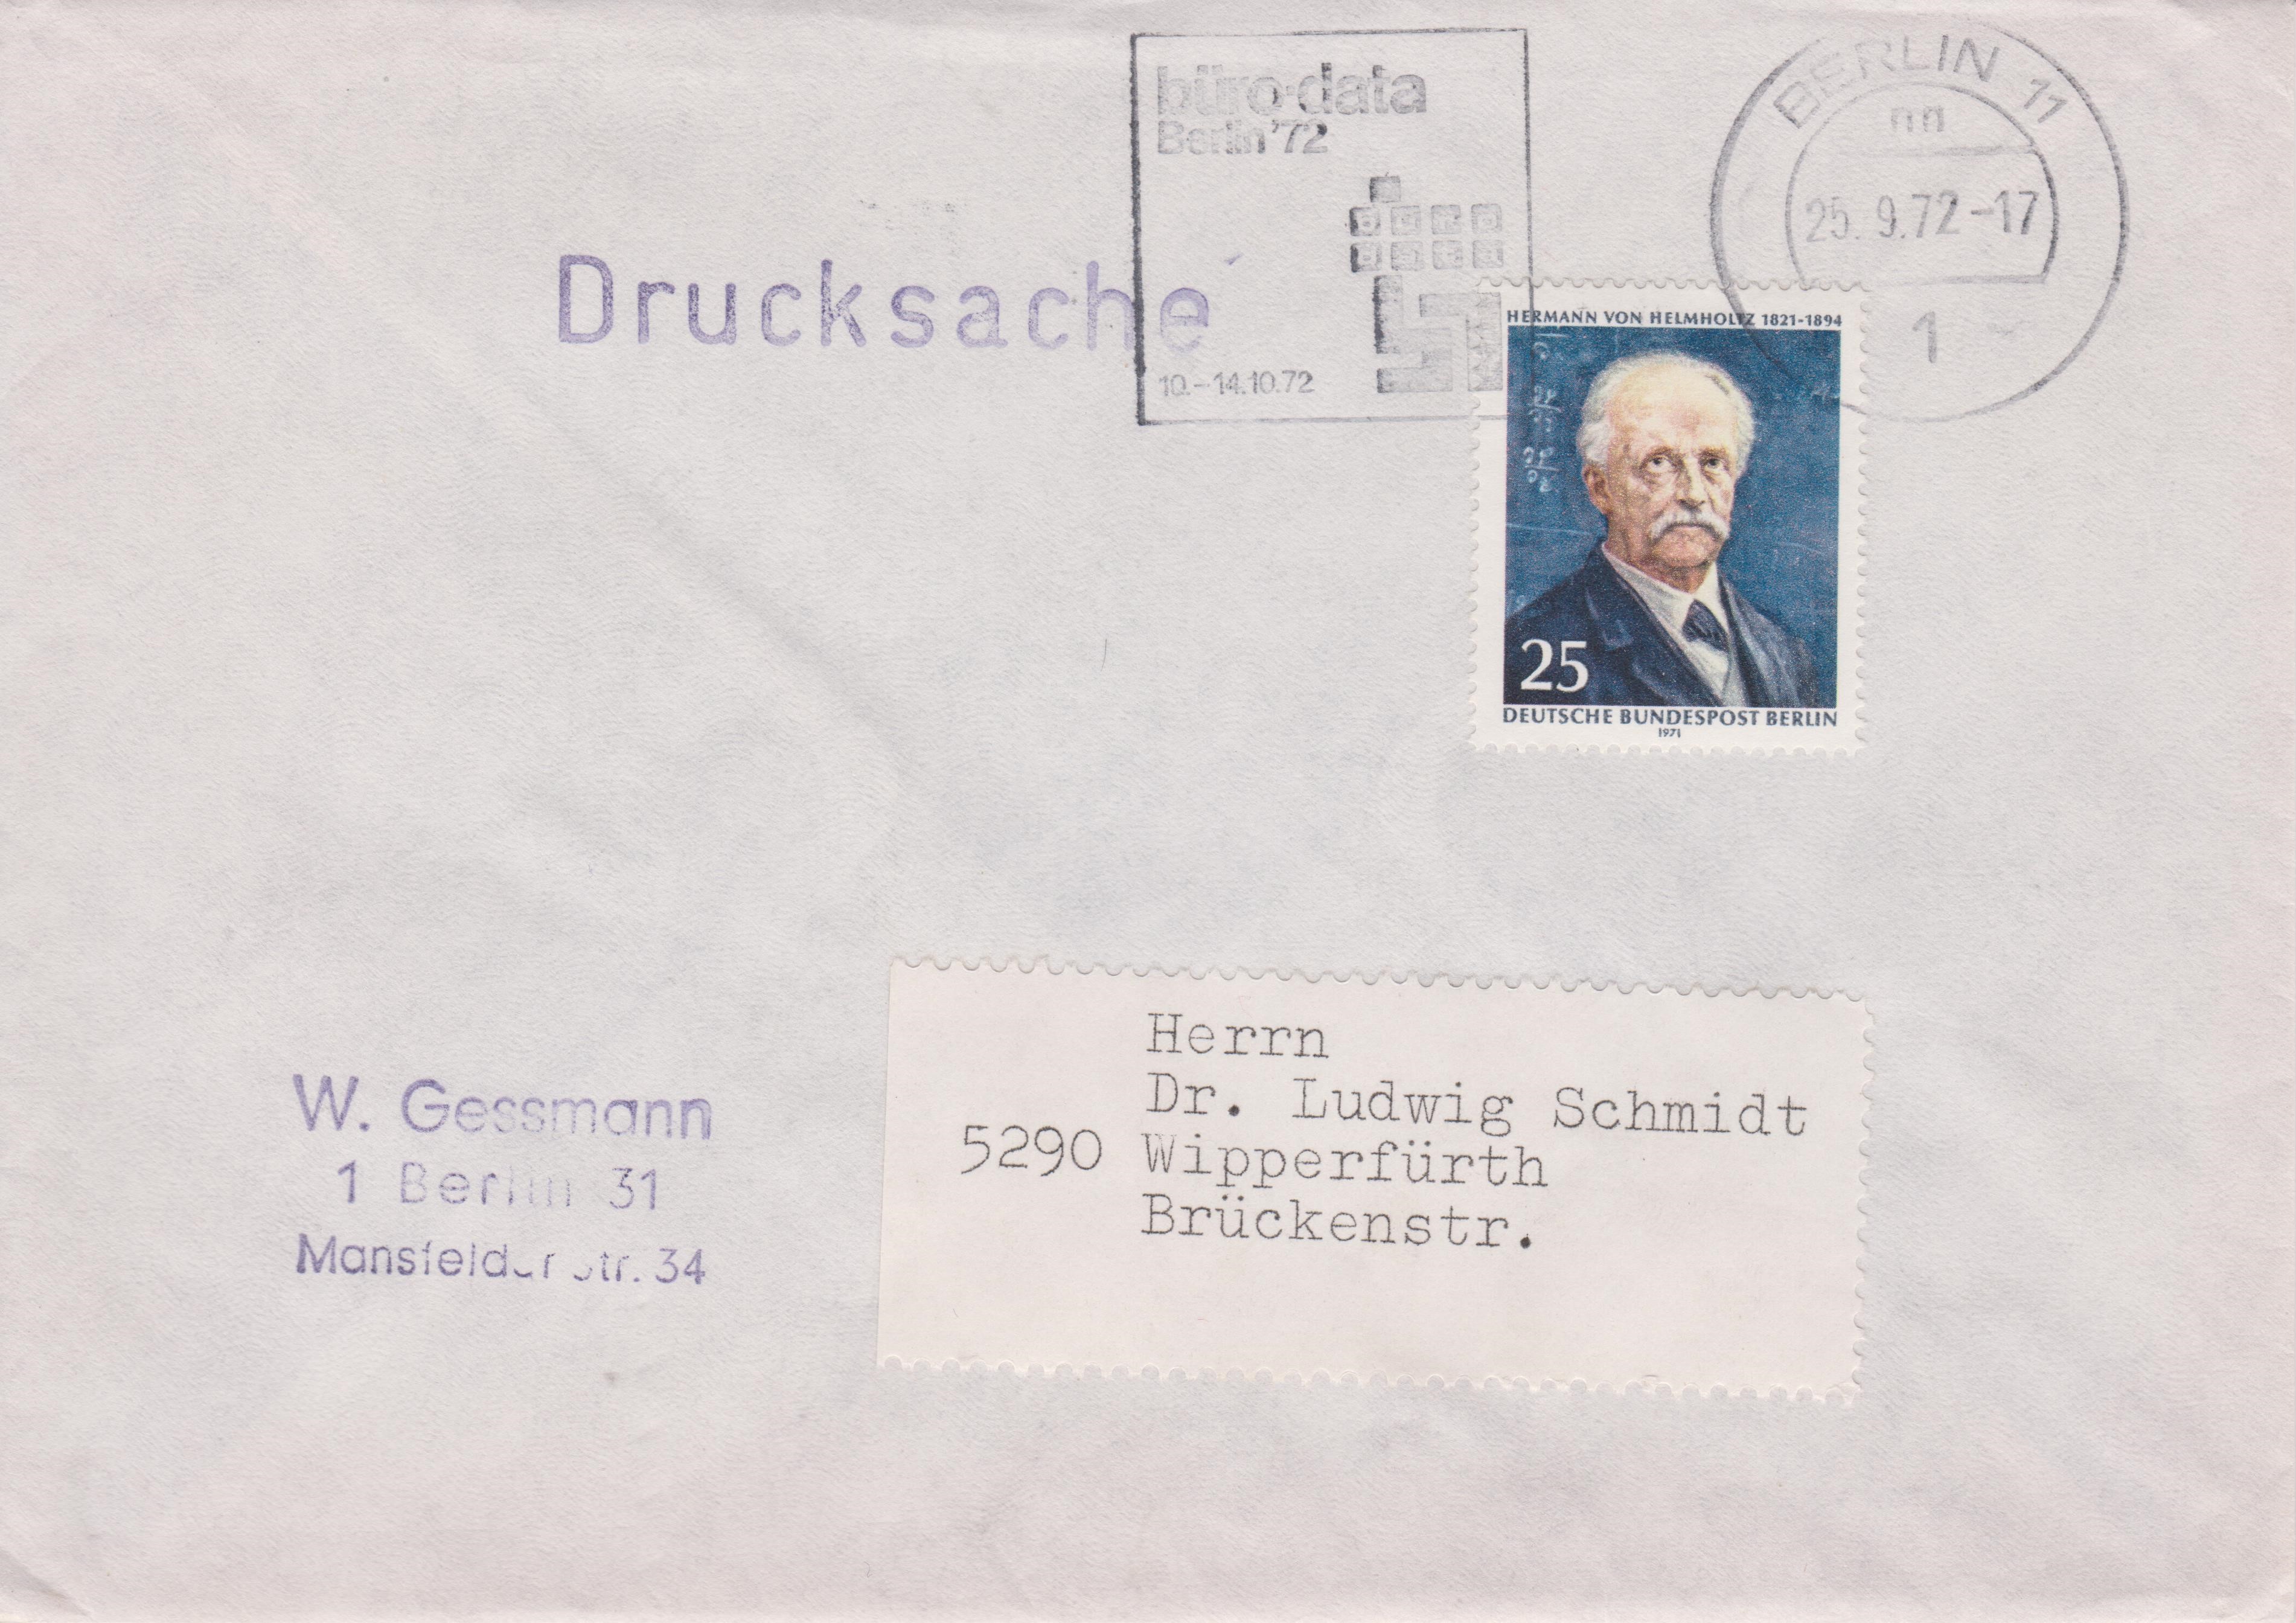 büro-data
Berlin '72
büro
data
10.–14.10.72
BERLIN 11
nn
25.9.72–17
1
Drucksache
HERMANN VON HELMHOLTZ 1821-1894
25
DEUTSCHE BUNDESPOST BERLIN
1971
Herrn
Dr. Ludwig Schmidt
5290 Wipperfürth
Brückenstr.
W. Gessmann
1 Berlin 31
Mansfelder Str. 34